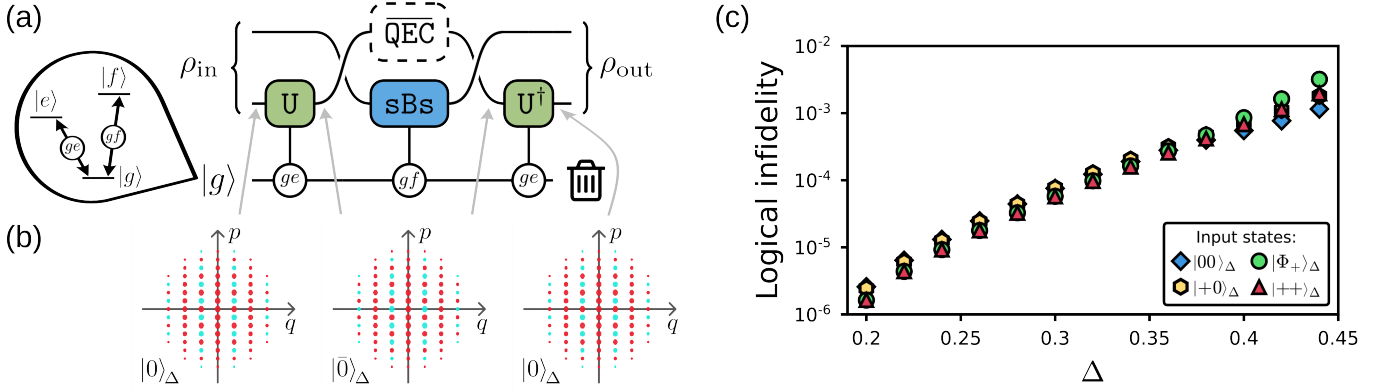 (a)
ρin
ρout
QEC
U
sBs
U†
|g⟩
ge
gf
ge
|e⟩
|f⟩
ge
gf
|g⟩
(b)
p
q
|0⟩Δ
p
q
|0̄⟩Δ
p
q
|0⟩Δ
(c)
Logical infidelity
10⁻²
10⁻³
10⁻⁴
10⁻⁵
10⁻⁶
0.2
0.25
0.3
0.35
0.4
0.45
Δ
Input states:
|00⟩Δ
|Φ+⟩Δ
|+0⟩Δ
|++⟩Δ